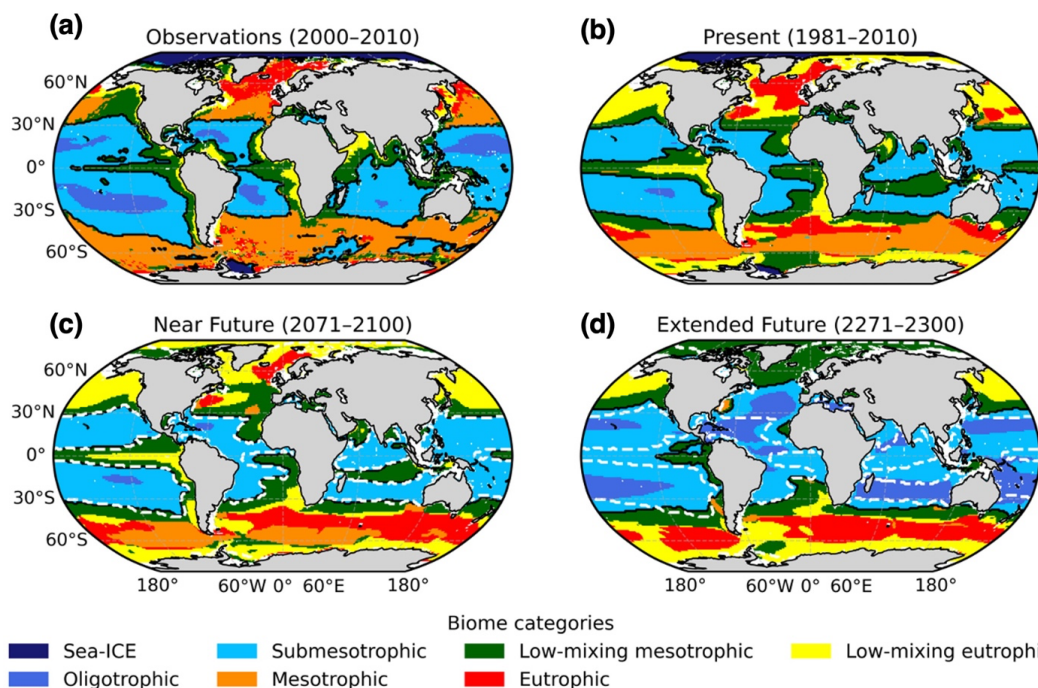 (a)
Observations (2000–2010)
(b)
Present (1981–2010)
60°N
30°N
0°
30°S
60°S
(c)
Near Future (2071–2100)
(d)
Extended Future (2271–2300)
60°N
30°N
0°
30°S
60°S
180° 60°W 0° 60°E 180°
180° 60°W 0° 60°E 180°
Biome categories
Sea-ICE Submesotrophic Low-mixing mesotrophic Low-mixing eutrophi
Oligotrophic Mesotrophic Eutrophic